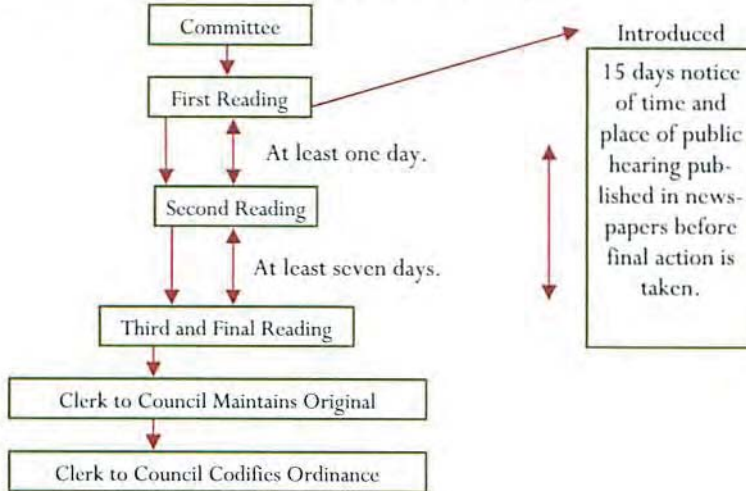 Committee
Introduced
First Reading
15 days notice
of time and
place of public
hearing pub-
lished in news-
papers before
final action is
taken.
At least one day.
Second Reading
At least seven days.
Third and Final Reading
Clerk to Council Maintains Original
Clerk to Council Codifies Ordinance